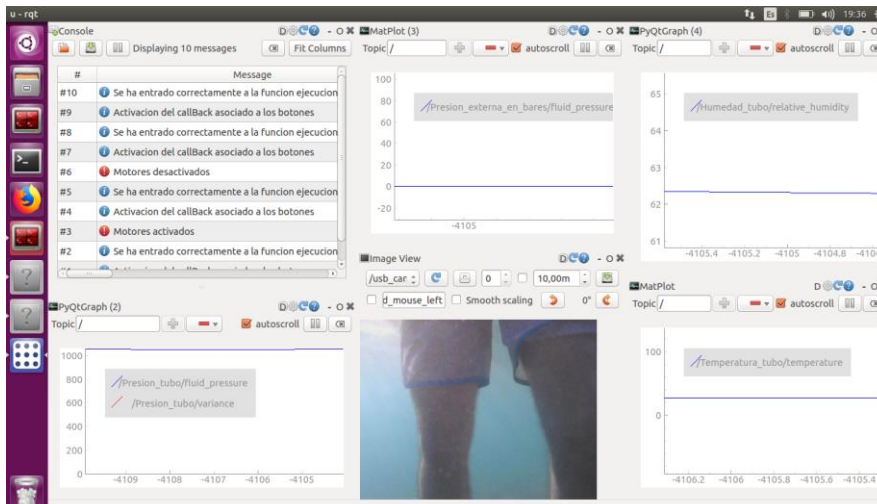 u - rqt
Es
19:36
Console
D - O ✖
Displaying 10 messages
Fit Columns
# Message
#10 Se ha entrado correctamente a la funcion ejecucion
#9 Activacion del callBack asociado a los botones
#8 Se ha entrado correctamente a la funcion ejecucion
#7 Activacion del callBack asociado a los botones
#6 Motores desactivados
#5 Se ha entrado correctamente a la funcion ejecucion
#4 Activacion del callBack asociado a los botones
#3 Motores activados
#2 Se ha entrado correctamente a la funcion ejecucion
MatPlot (3)
D - O ✖
Topic /
autoscroll
100
80
60
40
20
0
-20
/Presion_externa_en_bares/fluid_pressure
-4105
PyQtGraph (4)
D - O
Topic /
autoscroll
65
64
63
62
61
/Humedad_tubo/relative_humidity
-4105.4 -4105.2 -4105 -4104.8 -410
PyQtGraph (2)
D - O ✖
Topic /
autoscroll
1000
800
600
400
200
0
/Presion_tubo/fluid_pressure
/Presion_tubo/variance
-4109 -4108 -4107 -4106 -4105
Image View
D - O ✖
/usb_car
0
10,00m
d_mouse_left
Smooth scaling
0°
MatPlot
D - O
Topic /
autoscroll
100
0
/Temperatura_tubo/temperature
-4106.2 -4106 -4105.8 -4105.6 -4105.4